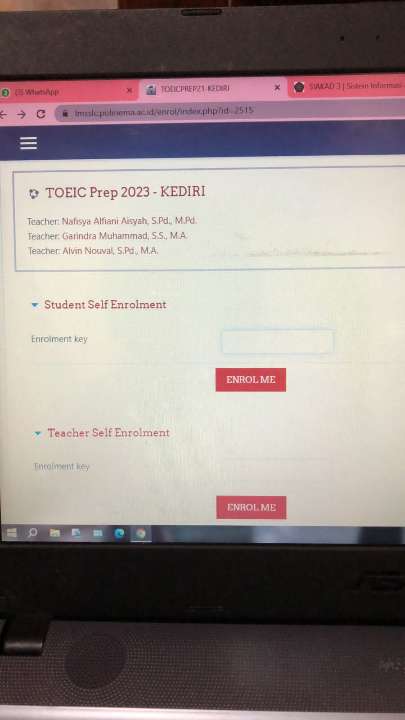 (3) WhatsApp
TOEICPREP21-KEDIRI
SIAKAD 3 | Sistem Informasi
lmsslc.polinema.ac.id/enrol/index.php?id=2515
TOEIC Prep 2023 - KEDIRI
Teacher: Nafisya Alfiani Aisyah, S.Pd., M.Pd.
Teacher: Garindra Muhammad, S.S., M.A.
Teacher: Alvin Nouval, S.Pd., M.A.
Student Self Enrolment
Enrolment key
ENROL ME
Teacher Self Enrolment
Enrolment key
ENROL ME